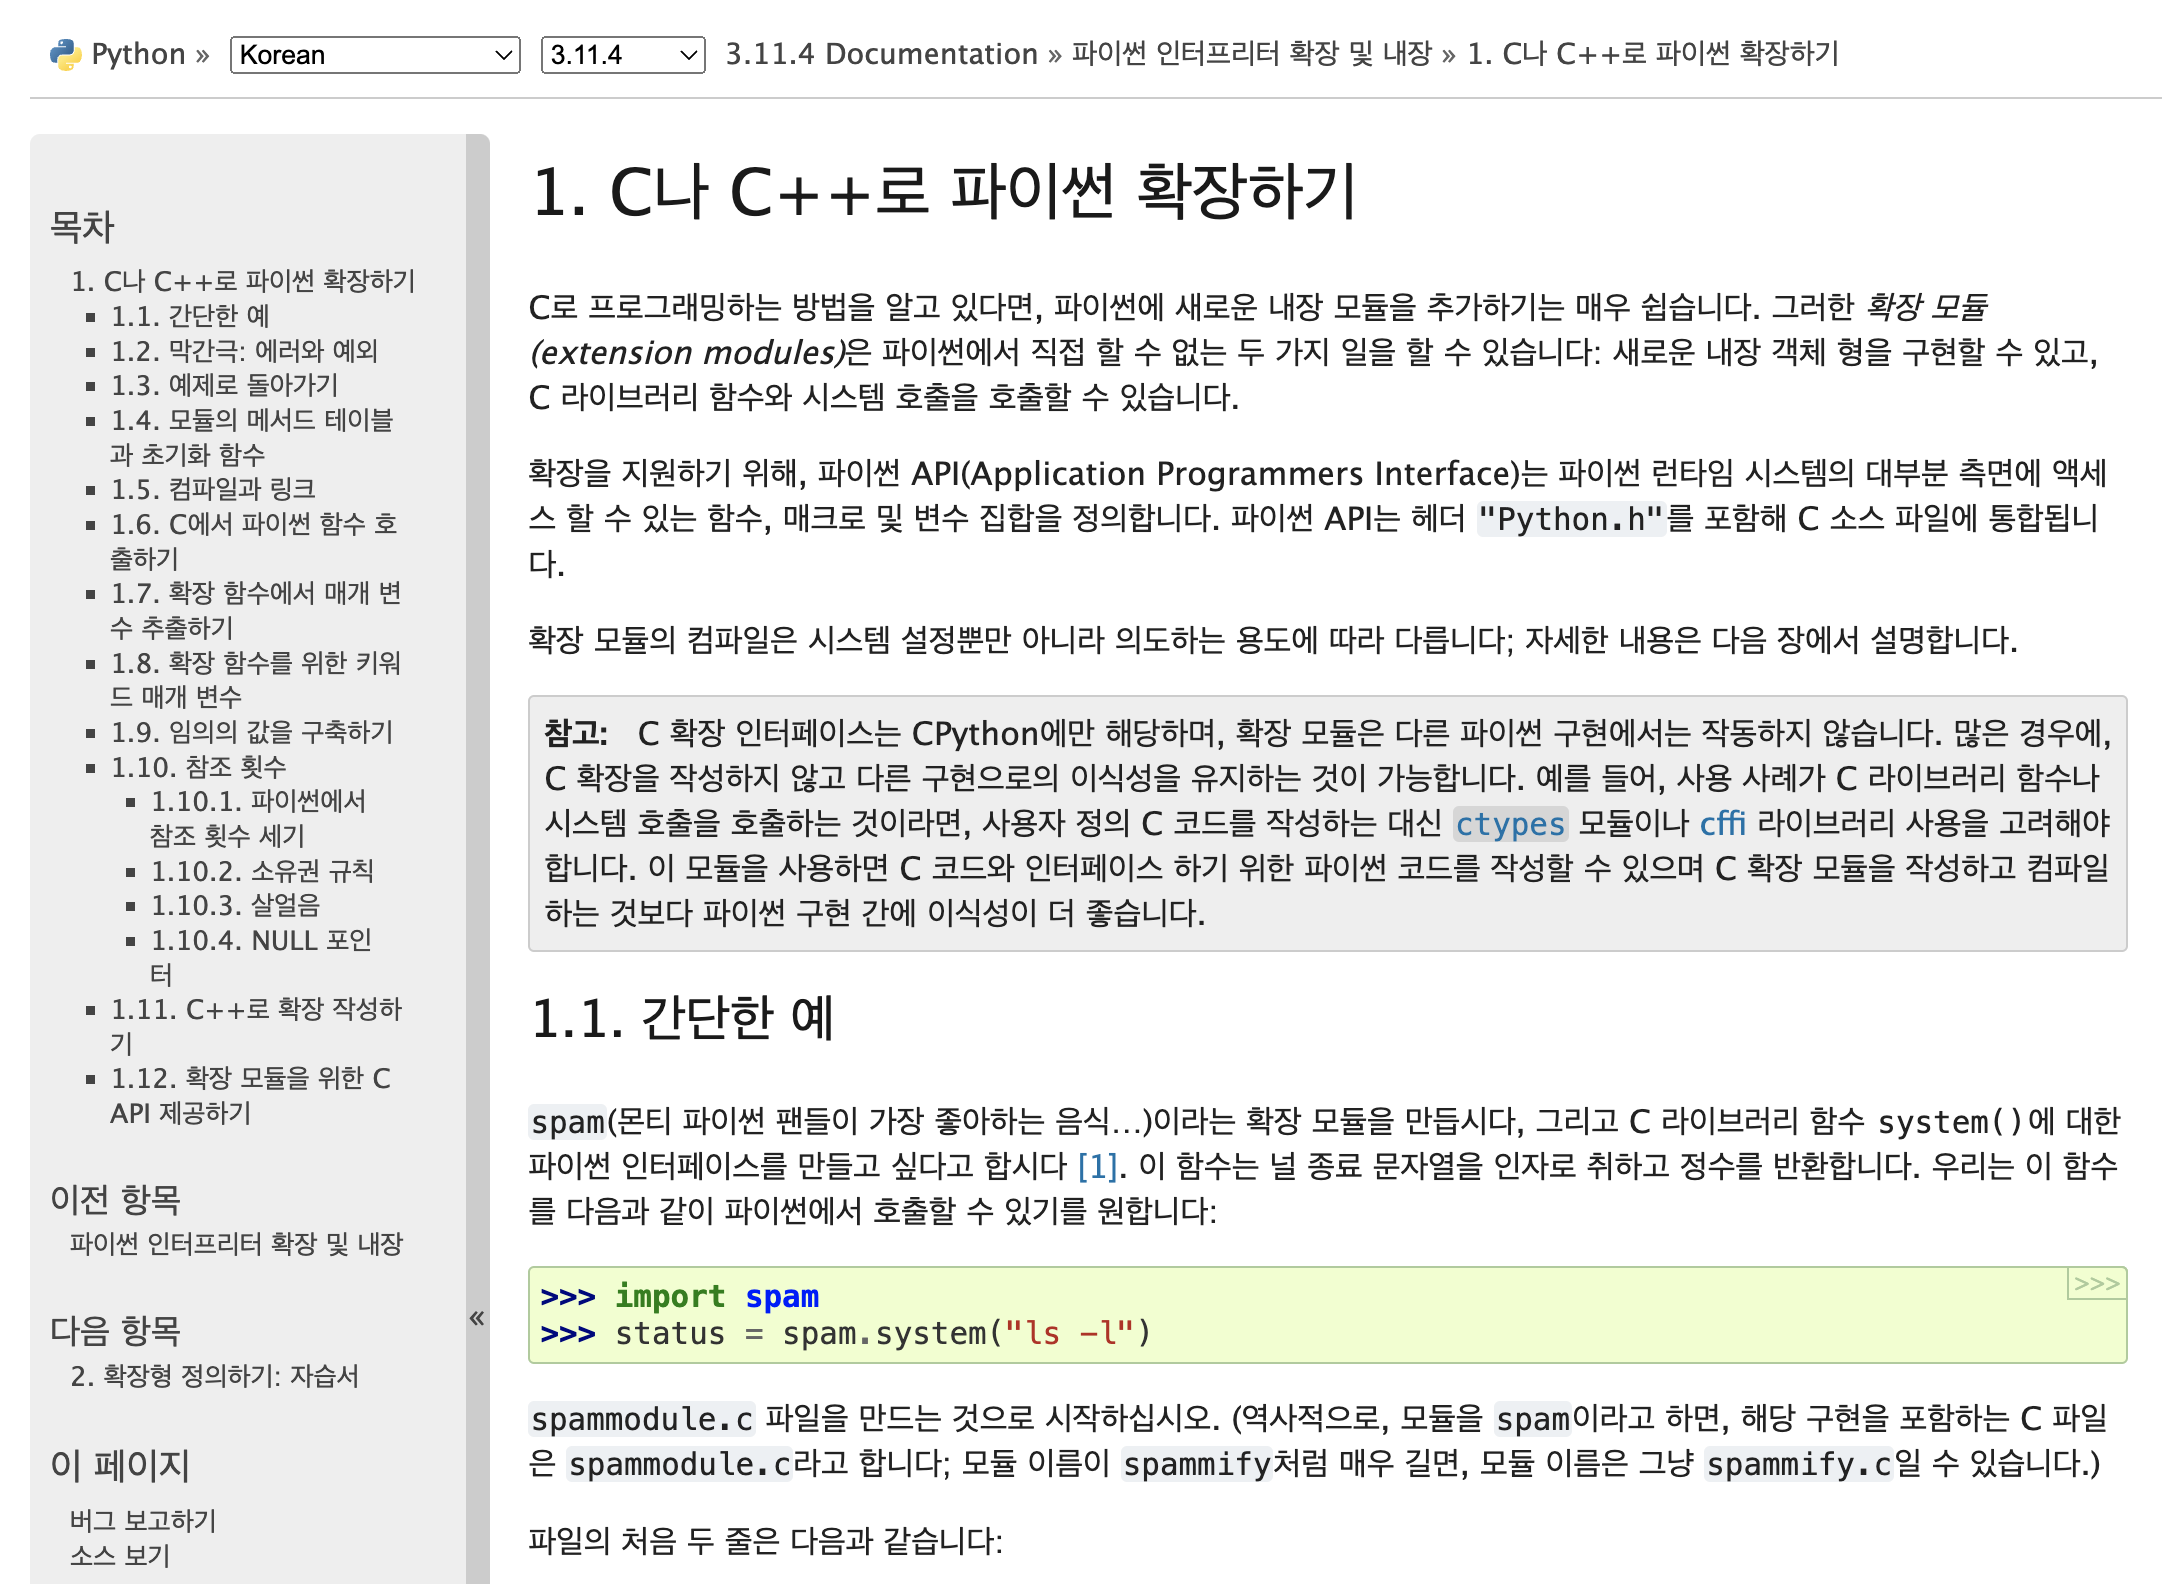 Python » Korean 3.11.4 3.11.4 Documentation » 파이썬 인터프리터 확장 및 내장 » 1. C나 C++로 파이썬 확장하기
목차
1. C나 C++로 파이썬 확장하기
1.1. 간단한 예
1.2. 막간극: 에러와 예외
1.3. 예제로 돌아가기
1.4. 모듈의 메서드 테이블
과 초기화 함수
1.5. 컴파일과 링크
1.6. C에서 파이썬 함수 호
출하기
1.7. 확장 함수에서 매개 변
수 추출하기
1.8. 확장 함수를 위한 키워
드 매개 변수
1.9. 임의의 값을 구축하기
1.10. 참조 횟수
1.10.1. 파이썬에서
참조 횟수 세기
1.10.2. 소유권 규칙
1.10.3. 살얼음
1.10.4. NULL 포인
터
1.11. C++로 확장 작성하
기
1.12. 확장 모듈을 위한 C
API 제공하기
이전 항목
파이썬 인터프리터 확장 및 내장
다음 항목
2. 확장형 정의하기: 자습서
이 페이지
버그 보고하기
소스 보기
«
1. C나 C++로 파이썬 확장하기
C로 프로그래밍하는 방법을 알고 있다면, 파이썬에 새로운 내장 모듈을 추가하기는 매우 쉽습니다. 그러한 확장 모듈
(extension modules)은 파이썬에서 직접 할 수 없는 두 가지 일을 할 수 있습니다: 새로운 내장 객체 형을 구현할 수 있고,
C 라이브러리 함수와 시스템 호출을 호출할 수 있습니다.
확장을 지원하기 위해, 파이썬 API(Application Programmers Interface)는 파이썬 런타임 시스템의 대부분 측면에 액세
스 할 수 있는 함수, 매크로 및 변수 집합을 정의합니다. 파이썬 API는 헤더 "Python.h"를 포함해 C 소스 파일에 통합됩니
다.
확장 모듈의 컴파일은 시스템 설정뿐만 아니라 의도하는 용도에 따라 다릅니다; 자세한 내용은 다음 장에서 설명합니다.
참고: C 확장 인터페이스는 CPython에만 해당하며, 확장 모듈은 다른 파이썬 구현에서는 작동하지 않습니다. 많은 경우에,
C 확장을 작성하지 않고 다른 구현으로의 이식성을 유지하는 것이 가능합니다. 예를 들어, 사용 사례가 C 라이브러리 함수나
시스템 호출을 호출하는 것이라면, 사용자 정의 C 코드를 작성하는 대신 ctypes 모듈이나 cffi 라이브러리 사용을 고려해야
합니다. 이 모듈을 사용하면 C 코드와 인터페이스 하기 위한 파이썬 코드를 작성할 수 있으며 C 확장 모듈을 작성하고 컴파일
하는 것보다 파이썬 구현 간에 이식성이 더 좋습니다.
1.1. 간단한 예
spam(몬티 파이썬 팬들이 가장 좋아하는 음식…)이라는 확장 모듈을 만듭시다, 그리고 C 라이브러리 함수 system()에 대한
파이썬 인터페이스를 만들고 싶다고 합시다 [1]. 이 함수는 널 종료 문자열을 인자로 취하고 정수를 반환합니다. 우리는 이 함수
를 다음과 같이 파이썬에서 호출할 수 있기를 원합니다:
>>> import spam
>>> status = spam.system("ls -l")
>>>
spammodule.c 파일을 만드는 것으로 시작하십시오. (역사적으로, 모듈을 spam이라고 하면, 해당 구현을 포함하는 C 파일
은 spammodule.c라고 합니다; 모듈 이름이 spammify처럼 매우 길면, 모듈 이름은 그냥 spammify.c일 수 있습니다.)
파일의 처음 두 줄은 다음과 같습니다: